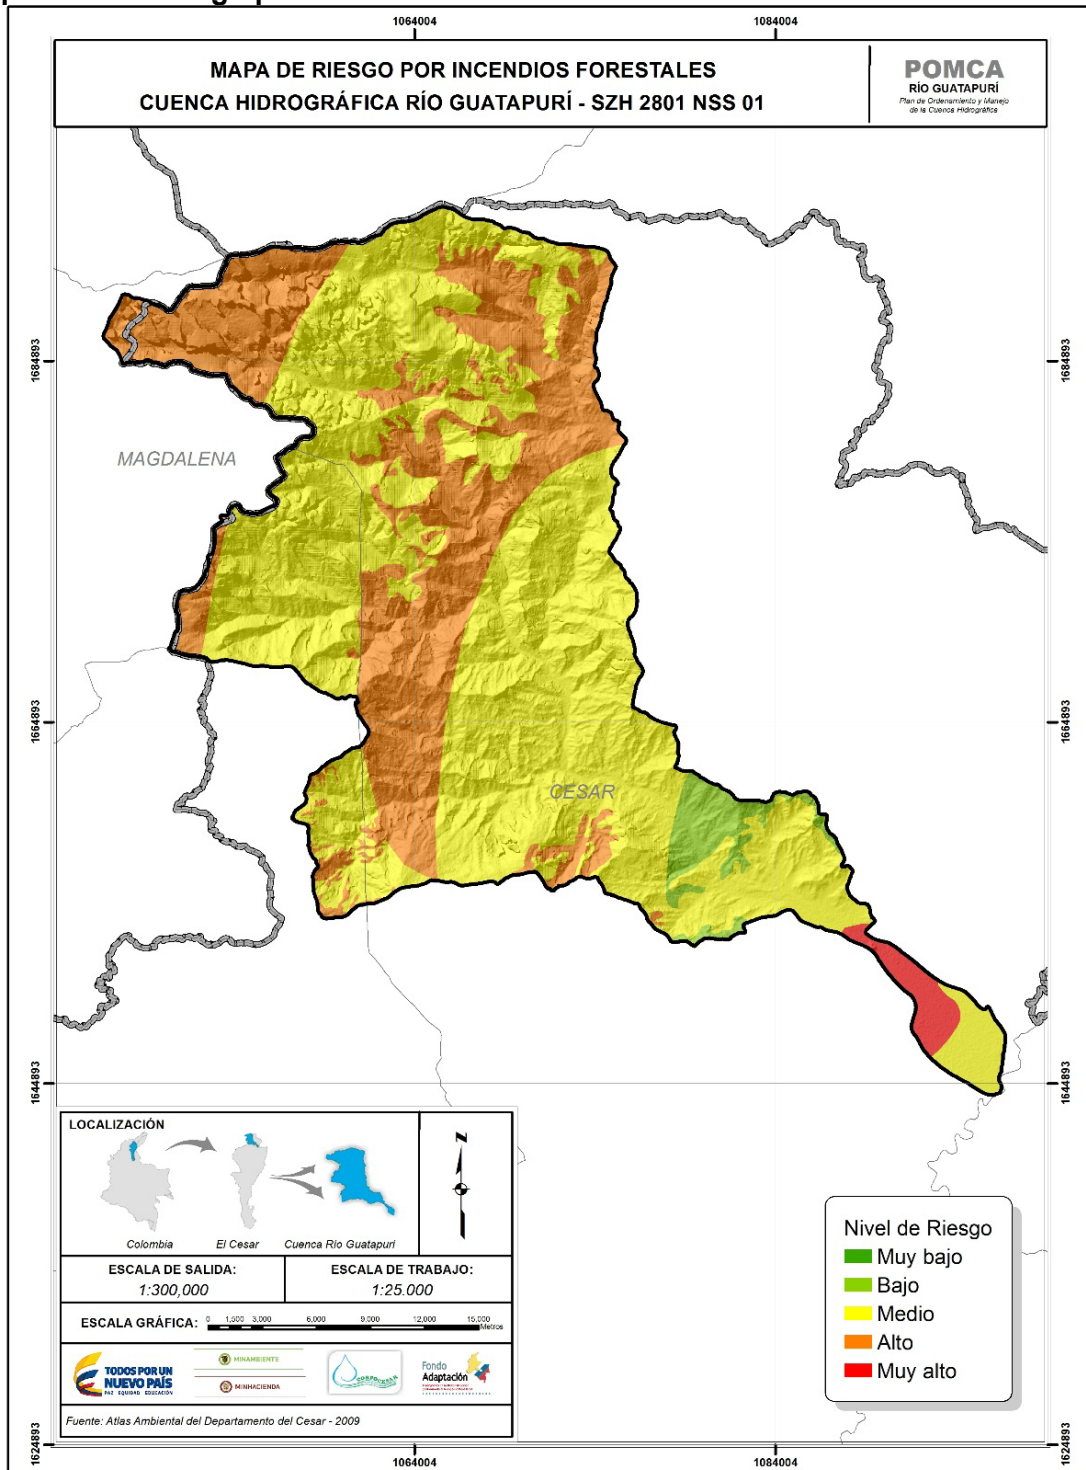 1064004
1084004
MAPA DE RIESGO POR INCENDIOS FORESTALES
CUENCA HIDROGRÁFICA RÍO GUATAPURÍ - SZH 2801 NSS 01
POMCA
RÍO GUATAPURÍ
Plan de Ordenamiento y Manejo
de la Cuenca Hidrográfica
1684893
1684893
MAGDALENA
1664893
1664893
CESAR
1644893
1644893
LOCALIZACIÓN
Colombia
El Cesar
Cuenca Rio Guatapuri
N
ESCALA DE SALIDA:
1:300,000
ESCALA DE TRABAJO:
1:25.000
ESCALA GRÁFICA:
0 1,500 3,000 6,000 9,000 12,000 15,000
Metros
TODOS POR UN
NUEVO PAÍS
PAZ EQUIDAD EDUCACIÓN
MINAMBIENTE
MINHACIENDA
CORPOCESAR
Fondo
Adaptación
Fuente: Atlas Ambiental del Departamento del Cesar - 2009
Nivel de Riesgo
Muy bajo
Bajo
Medio
Alto
Muy alto
1624893
1624893
1064004
1084004